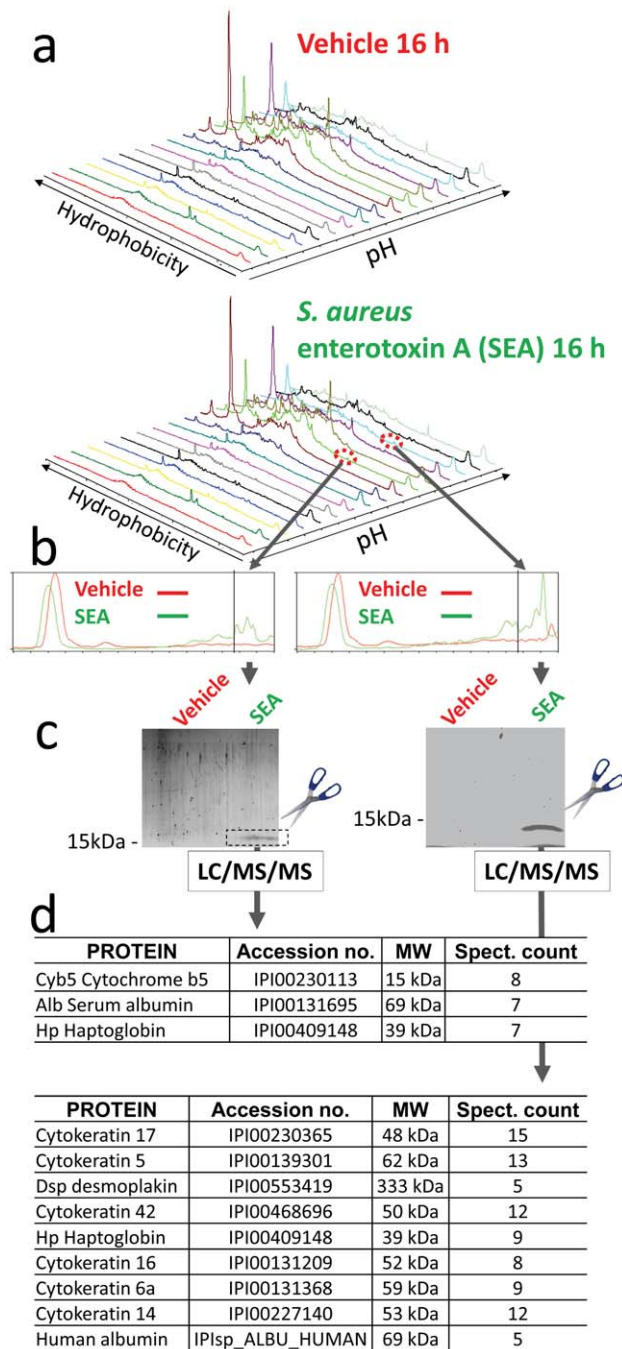 a
Vehicle 16 h
Hydrophobicity
pH
S. aureus
enterotoxin A (SEA) 16 h
Hydrophobicity
pH
b
Vehicle
SEA
Vehicle
SEA
Vehicle
SEA
Vehicle
SEA
c
15kDa -
15kDa -
LC/MS/MS
LC/MS/MS
d
PROTEIN Accession no. MW Spect. count
Cyb5 Cytochrome b5 IPI00230113 15 kDa 8
Alb Serum albumin IPI00131695 69 kDa 7
Hp Haptoglobin IPI00409148 39 kDa 7
PROTEIN Accession no. MW Spect. count
Cytokeratin 17 IPI00230365 48 kDa 15
Cytokeratin 5 IPI00139301 62 kDa 13
Dsp desmoplakin IPI00553419 333 kDa 5
Cytokeratin 42 IPI00468696 50 kDa 12
Hp Haptoglobin IPI00409148 39 kDa 9
Cytokeratin 16 IPI00131209 52 kDa 8
Cytokeratin 6a IPI00131368 59 kDa 9
Cytokeratin 14 IPI00227140 53 kDa 12
Human albumin IPIsp_ALBU_HUMAN 69 kDa 5